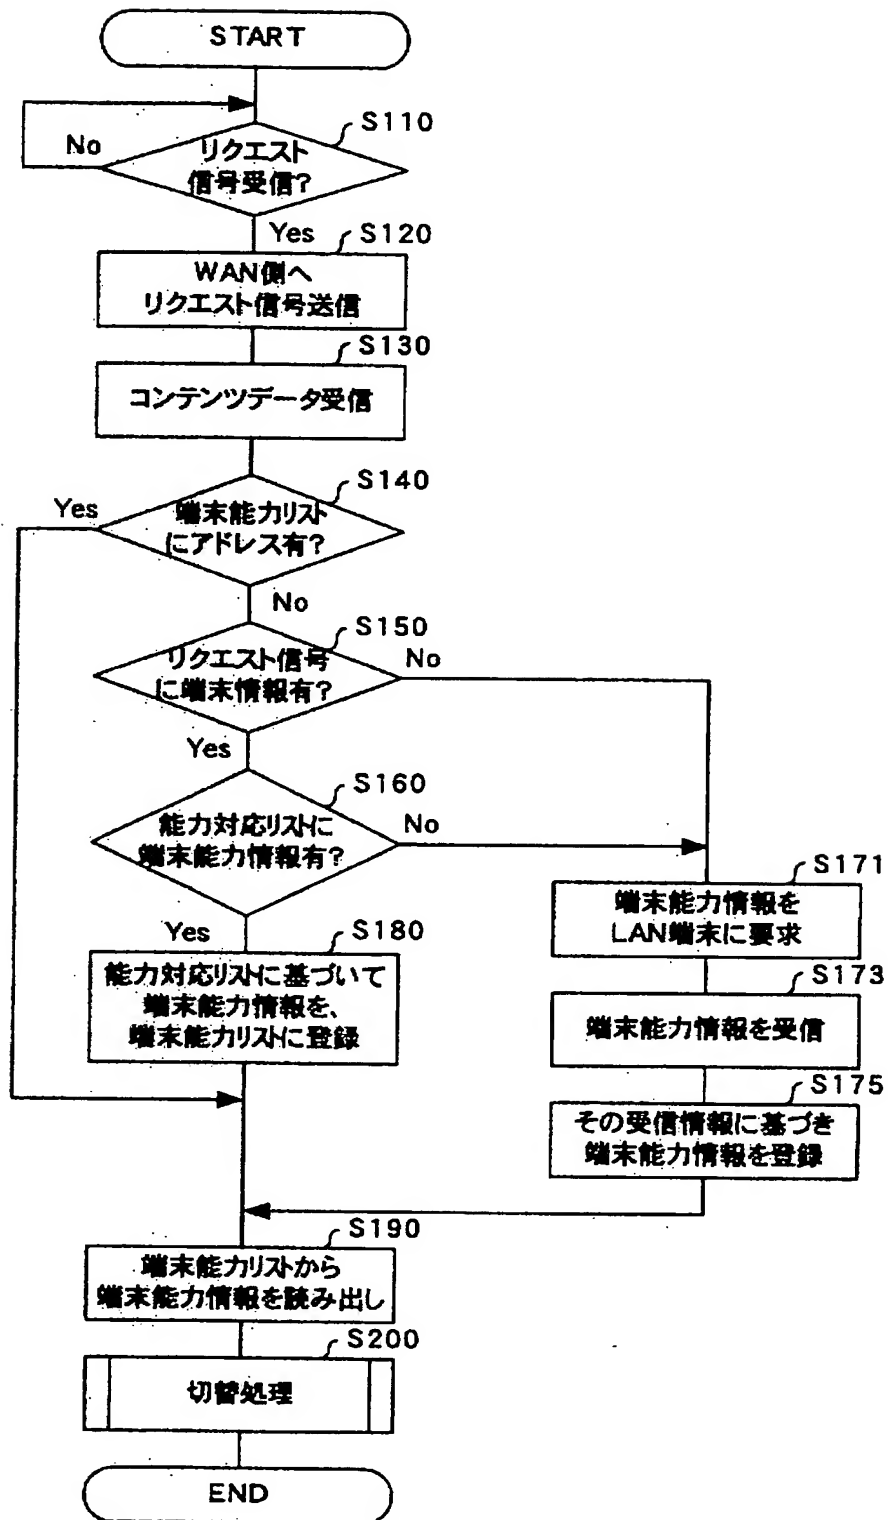 START
S110
No
リクエスト
信号受信?
Yes
S120
WAN側へ
リクエスト信号送信
S130
コンテンツデータ受信
S140
Yes
端末能力リスト
にアドレス有?
No
S150
リクエスト信号
に端末情報有?
No
Yes
S160
能力対応リストに
端末能力情報有?
No
S171
端末能力情報を
LAN端末に要求
Yes
S180
能力対応リストに基づいて
端末能力情報を、
端末能力リストに登録
S173
端末能力情報を受信
S175
その受信情報に基づき
端末能力情報を登録
S190
端末能力リストから
端末能力情報を読み出し
S200
切替処理
END